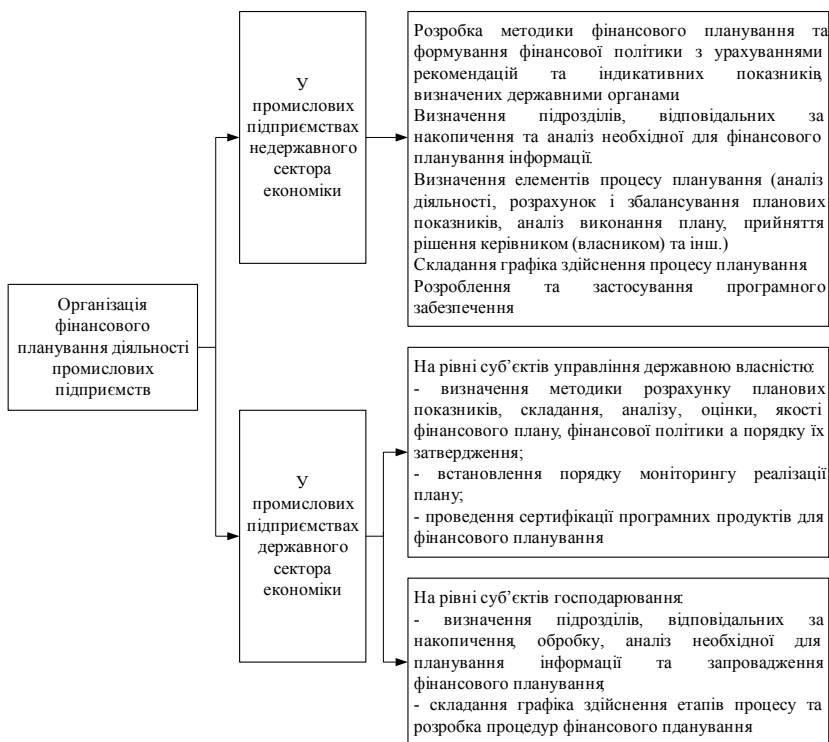 Організація
фінансового
планування діяльності
промислових
підприємств
У
промислових
підприємствах
недержавного
сектора
економіки
Розробка методики фінансового планування та
формування фінансової політики з урахуваннями
рекомендацій та індикативних показників,
визначених державними органами
Визначення підрозділів, відповідальних за
накопичення та аналіз необхідної для фінансового
планування інформації.
Визначення елементів процесу планування (аналіз
діяльності, розрахунок і збалансування планових
показників, аналіз виконання плану, прийняття
рішення керівником (власником) та інш.)
Складання графіка здійснення процесу планування
Розроблення та застосування програмного
забезпечення
У
промислових
підприємствах
державного
сектора
економіки
На рівні суб’єктів управління державною власністю:
- визначення методики розрахунку планових
показників, складання, аналізу, оцінки, якості
фінансового плану, фінансової політики а порядку їх
затвердження;
- встановлення порядку моніторингу реалізації
плану;
- проведення сертифікації програмних продуктів для
фінансового планування
На рівні суб’єктів господарювання:
- визначення підрозділів, відповідальних за
накопичення, обробку, аналіз необхідної для
планування інформації та запровадження
фінансового планування;
- складання графіка здійснення етапів процесу та
розробка процедур фінансового пданування